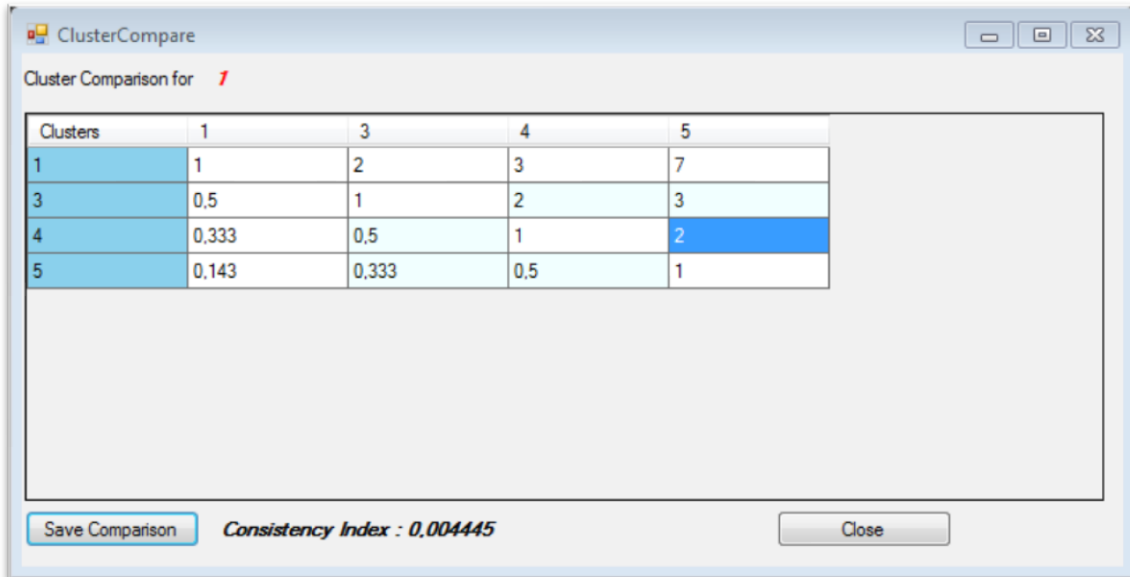 ClusterCompare
Cluster Comparison for 1
Clusters 1 3 4 5
1 1 2 3 7
3 0,5 1 2 3
4 0,333 0,5 1 2
5 0,143 0,333 0,5 1
Save Comparison Consistency Index : 0,004445 Close